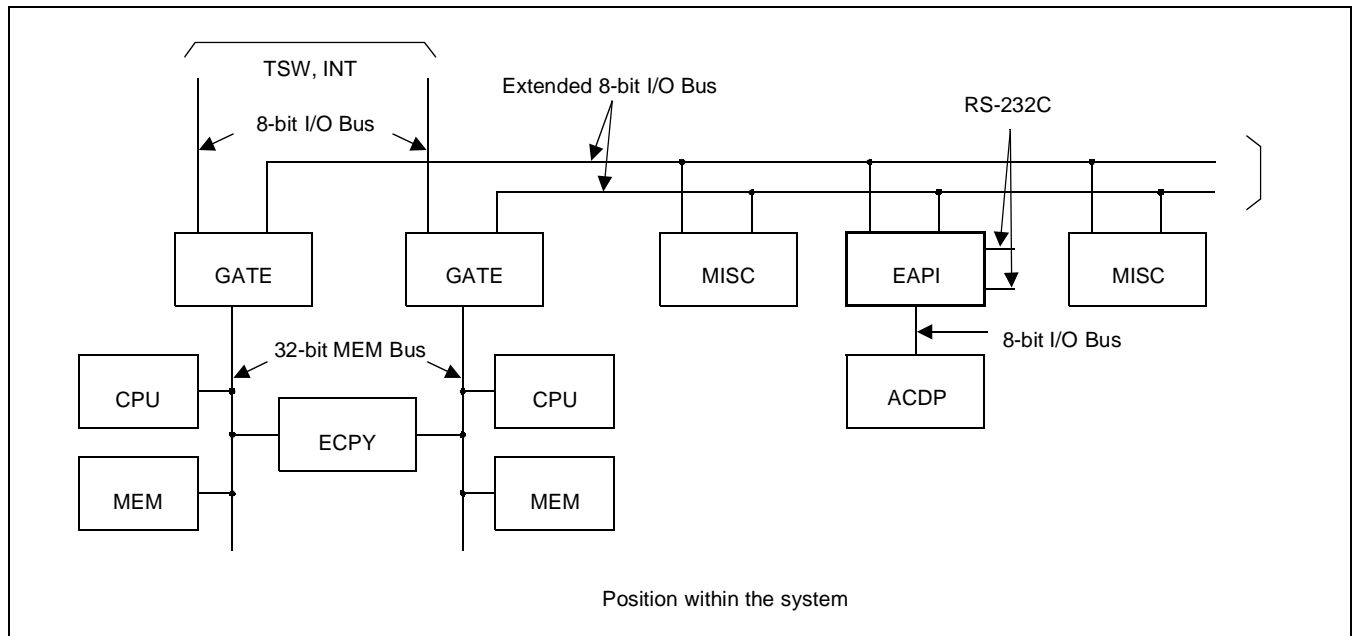 TSW, INT
Extended 8-bit I/O Bus
RS-232C
8-bit I/O Bus
GATE
GATE
MISC
EAPI
MISC
32-bit MEM Bus
8-bit I/O Bus
CPU
CPU
ACDP
ECPY
MEM
MEM
Position within the system